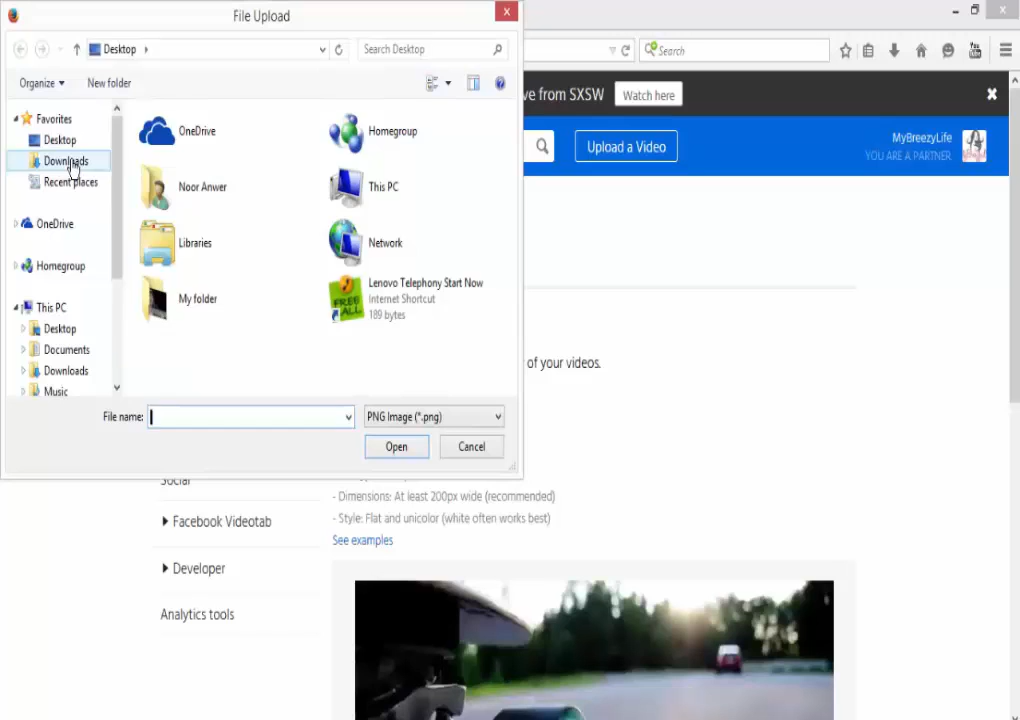 File Upload
x
Desktop
Search Desktop
Search
Organize
New folder
ve from SXSW
Watch here
Upload a Video
MyBreezyLife
YOU ARE A PARTNER
Favorites
Desktop
Downloads
Recent places
OneDrive
Homegroup
This PC
Desktop
Documents
Downloads
Music
OneDrive
Homegroup
Noor Anwer
This PC
Libraries
Network
My folder
Lenovo Telephony Start Now
Internet Shortcut
189 bytes
FREE
ALL
of your videos.
File name:
PNG Image (*.png)
Open
Cancel
Social
- Dimensions: At least 200px wide (recommended)
- Style: Flat and unicolor (white often works best)
See examples
Facebook Videotab
Developer
Analytics tools